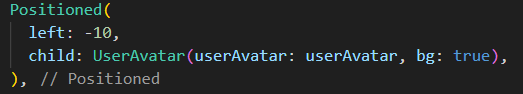 Positioned(
  left: -10,
  child: UserAvatar(userAvatar: userAvatar, bg: true),
), // Positioned